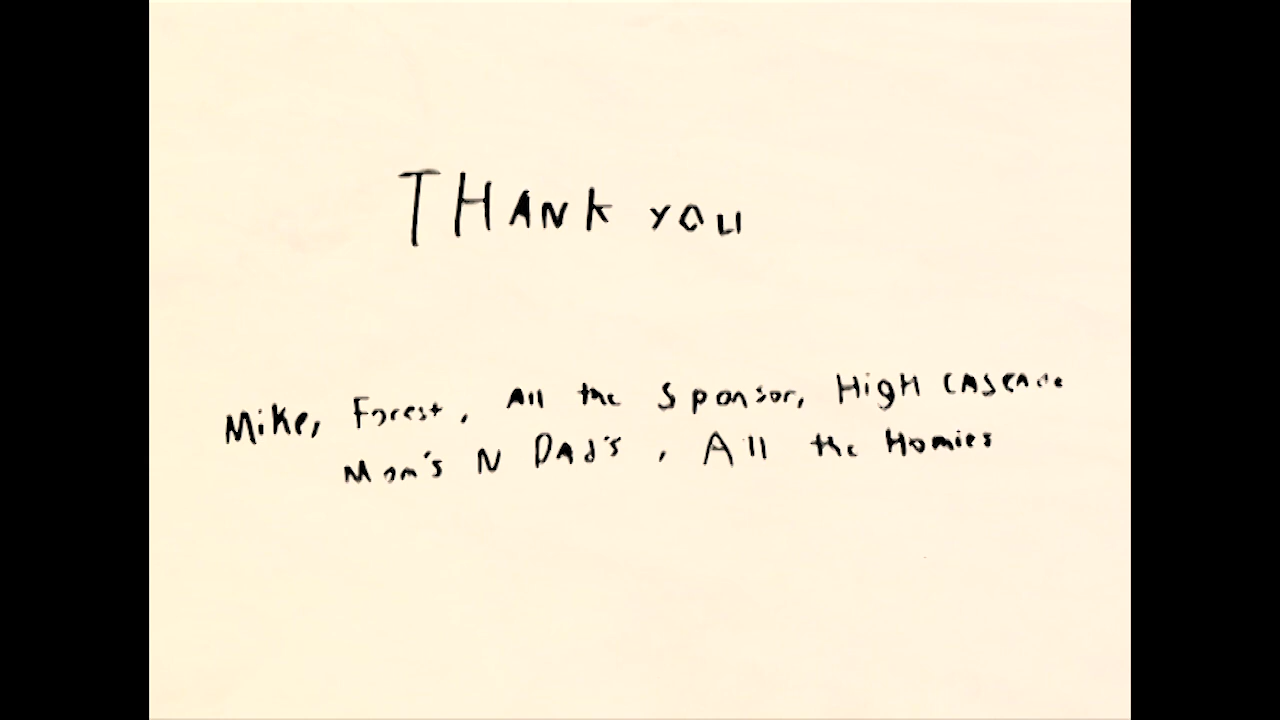 THANK YOU
Mike, Forest, All the Sponsor, HigH CASCADE
Mom's N DAd's, All the Homies